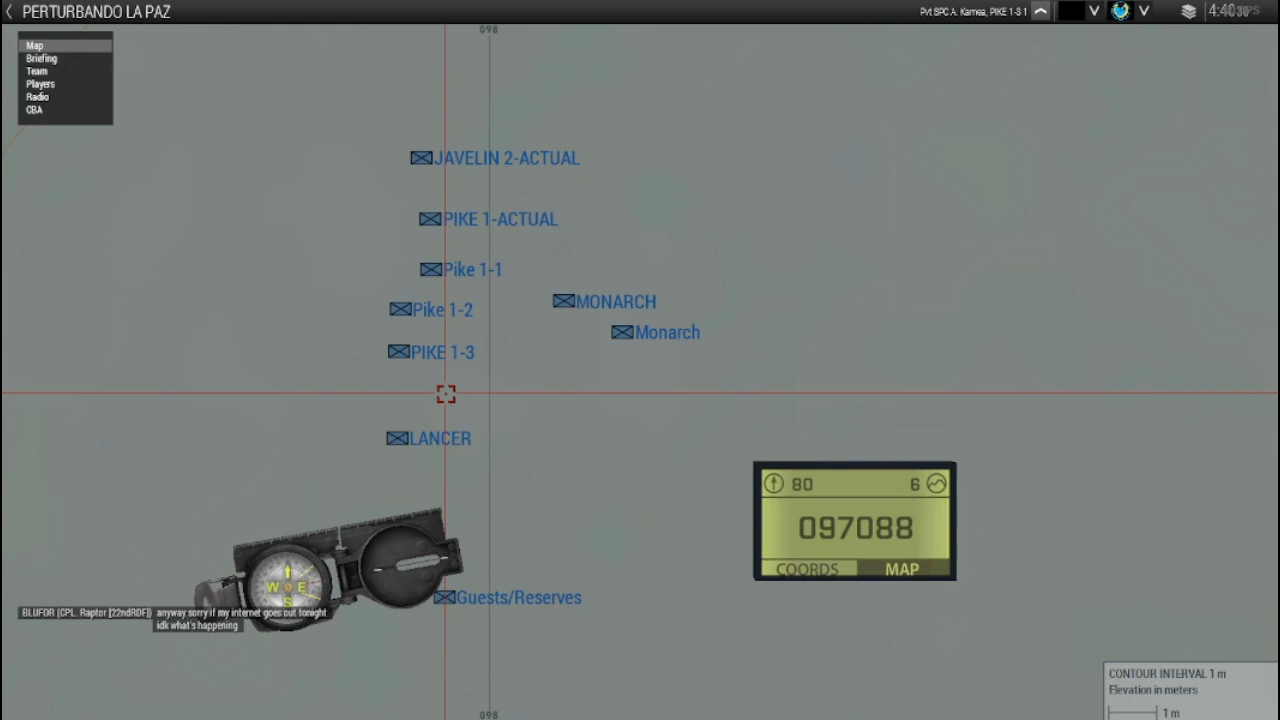 PERTURBANDO LA PAZ
Pvt SPC A. Kamea, PIKE 1-3 1
098
Map
Briefing
Team
Players
Radio
CBA
JAVELIN 2-ACTUAL
PIKE 1-ACTUAL
Pike 1-1
MONARCH
Pike 1-2
Monarch
PIKE 1-3
LANCER
80 6
097088
COORDS MAP
W E
S
Guests/Reserves
BLUFOR (CPL. Raptor [22ndRDF]) anyway sorry if my internet goes out tonight
idk what's happening
CONTOUR INTERVAL 1 m
Elevation in meters
1 m
098